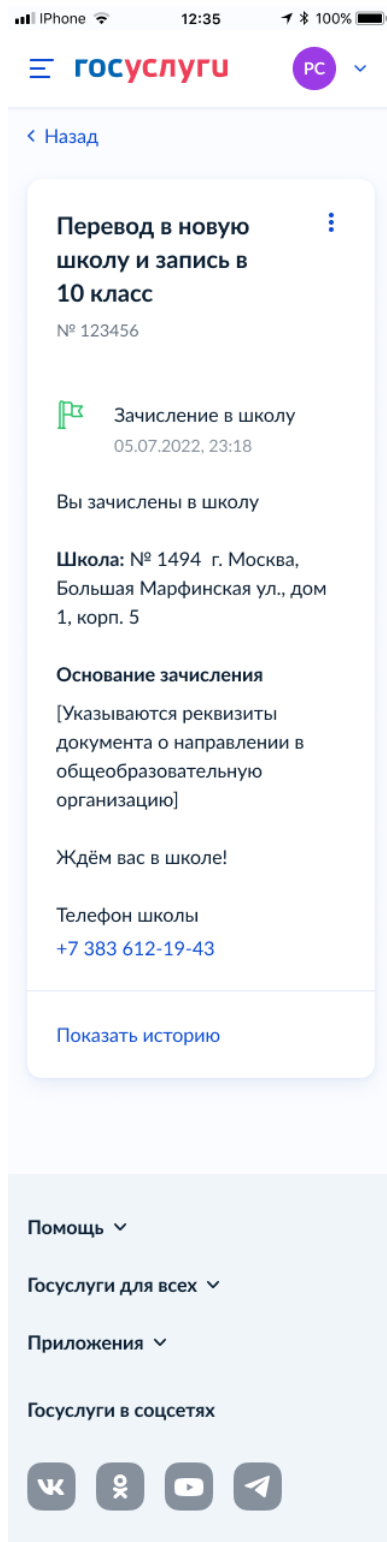 IPhone 12:35 100%
госуслуги РС
Назад
Перевод в новую
школу и запись в
10 класс
№ 123456
Зачисление в школу
05.07.2022, 23:18
Вы зачислены в школу
Школа: № 1494 г. Москва,
Большая Марфинская ул., дом
1, корп. 5
Основание зачисления
[Указываются реквизиты
документа о направлении в
общеобразовательную
организацию]
Ждём вас в школе!
Телефон школы
+7 383 612-19-43
Показать историю
Помощь
Госуслуги для всех
Приложения
Госуслуги в соцсетях